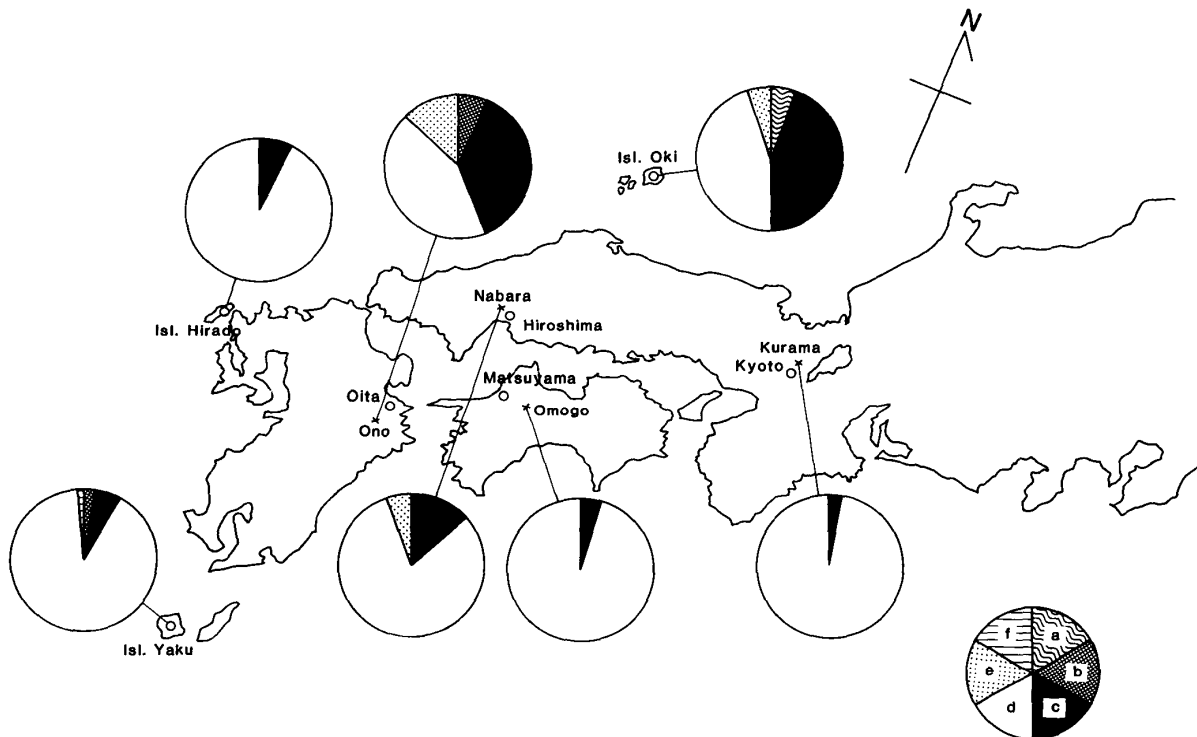 N
Isl. Oki
Nabara
Hiroshima
Isl. Hirado
Kurama
Kyoto
Matsuyama
Oita
Omogo
Ono
Isl. Yaku
f a
e b
d c